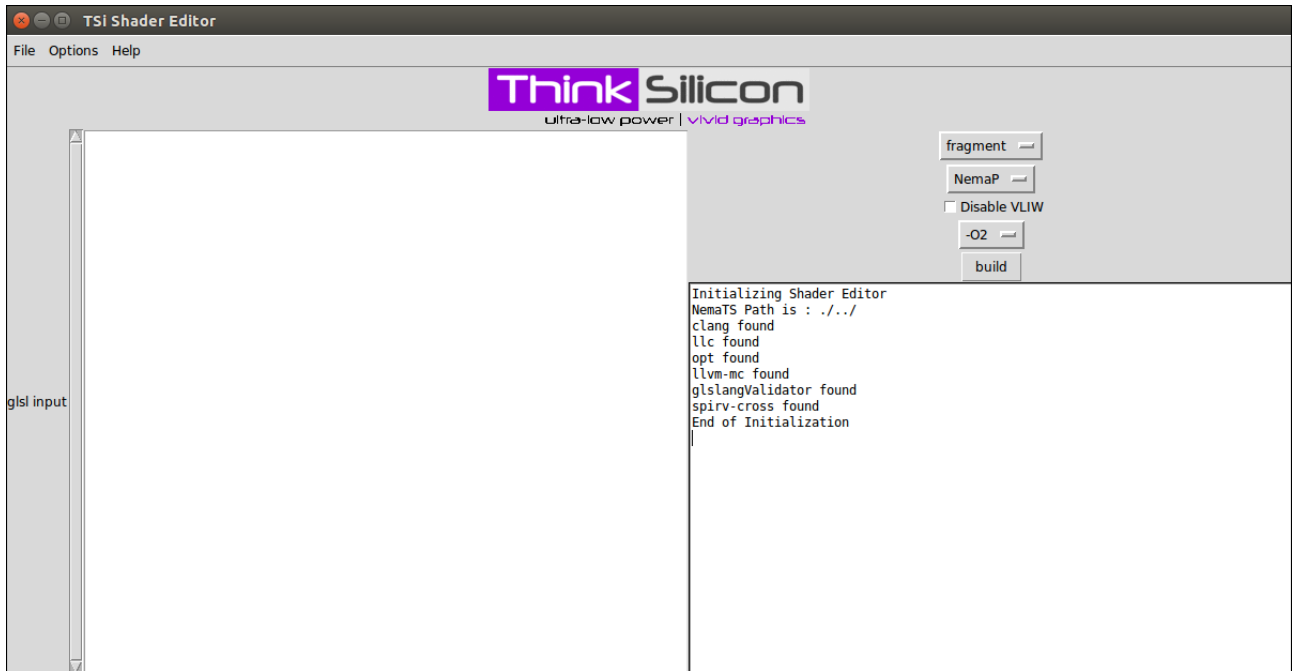 TSi Shader Editor
File Options Help
Think Silicon
ultra-low power | vivid graphics
fragment
NemaP
Disable VLIW
-O2
build
glsl input
Initializing Shader Editor
NemaTS Path is : ./../
clang found
llc found
opt found
llvm-mc found
glslangValidator found
spirv-cross found
End of Initialization